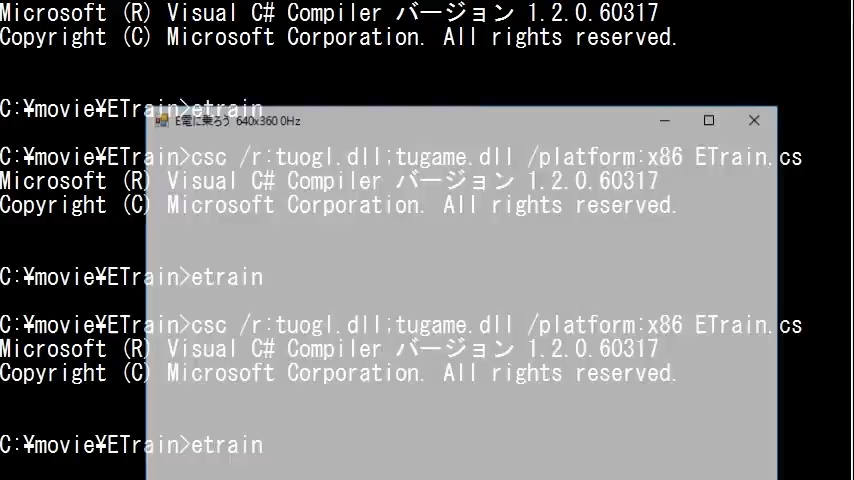 Microsoft (R) Visual C# Compiler バージョン 1.2.0.60317
Copyright (C) Microsoft Corporation. All rights reserved.
C:¥movie¥ETrain>etrain
E電に乗ろう 640x360 0Hz
C:¥movie¥ETrain>csc /r:tuogl.dll;tugame.dll /platform:x86 ETrain.cs
Microsoft (R) Visual C# Compiler バージョン 1.2.0.60317
Copyright (C) Microsoft Corporation. All rights reserved.
C:¥movie¥ETrain>etrain
C:¥movie¥ETrain>csc /r:tuogl.dll;tugame.dll /platform:x86 ETrain.cs
Microsoft (R) Visual C# Compiler バージョン 1.2.0.60317
Copyright (C) Microsoft Corporation. All rights reserved.
C:¥movie¥ETrain>etrain